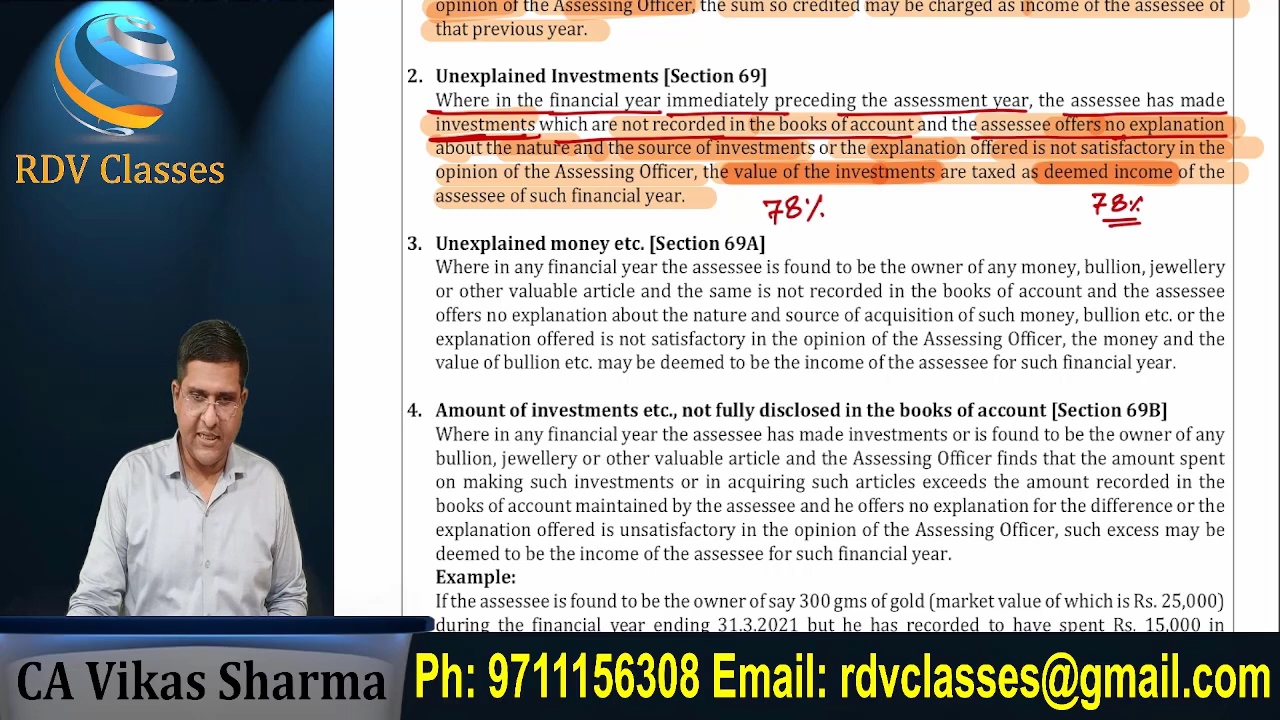 opinion of the Assessing Officer, the sum so credited may be charged as income of the assessee of
that previous year.
2. Unexplained Investments [Section 69]
Where in the financial year immediately preceding the assessment year, the assessee has made
investments which are not recorded in the books of account and the assessee offers no explanation
about the nature and the source of investments or the explanation offered is not satisfactory in the
opinion of the Assessing Officer, the value of the investments are taxed as deemed income of the
assessee of such financial year.
78% 78%
3. Unexplained money etc. [Section 69A]
Where in any financial year the assessee is found to be the owner of any money, bullion, jewellery
or other valuable article and the same is not recorded in the books of account and the assessee
offers no explanation about the nature and source of acquisition of such money, bullion etc. or the
explanation offered is not satisfactory in the opinion of the Assessing Officer, the money and the
value of bullion etc. may be deemed to be the income of the assessee for such financial year.
4. Amount of investments etc., not fully disclosed in the books of account [Section 69B]
Where in any financial year the assessee has made investments or is found to be the owner of any
bullion, jewellery or other valuable article and the Assessing Officer finds that the amount spent
on making such investments or in acquiring such articles exceeds the amount recorded in the
books of account maintained by the assessee and he offers no explanation for the difference or the
explanation offered is unsatisfactory in the opinion of the Assessing Officer, such excess may be
deemed to be the income of the assessee for such financial year.
Example:
If the assessee is found to be the owner of say 300 gms of gold (market value of which is Rs. 25,000)
during the financial year ending 31.3.2021 but he has recorded to have spent Rs. 15,000 in
RDV Classes
CA Vikas Sharma
Ph: 9711156308 Email: rdvclasses@gmail.com